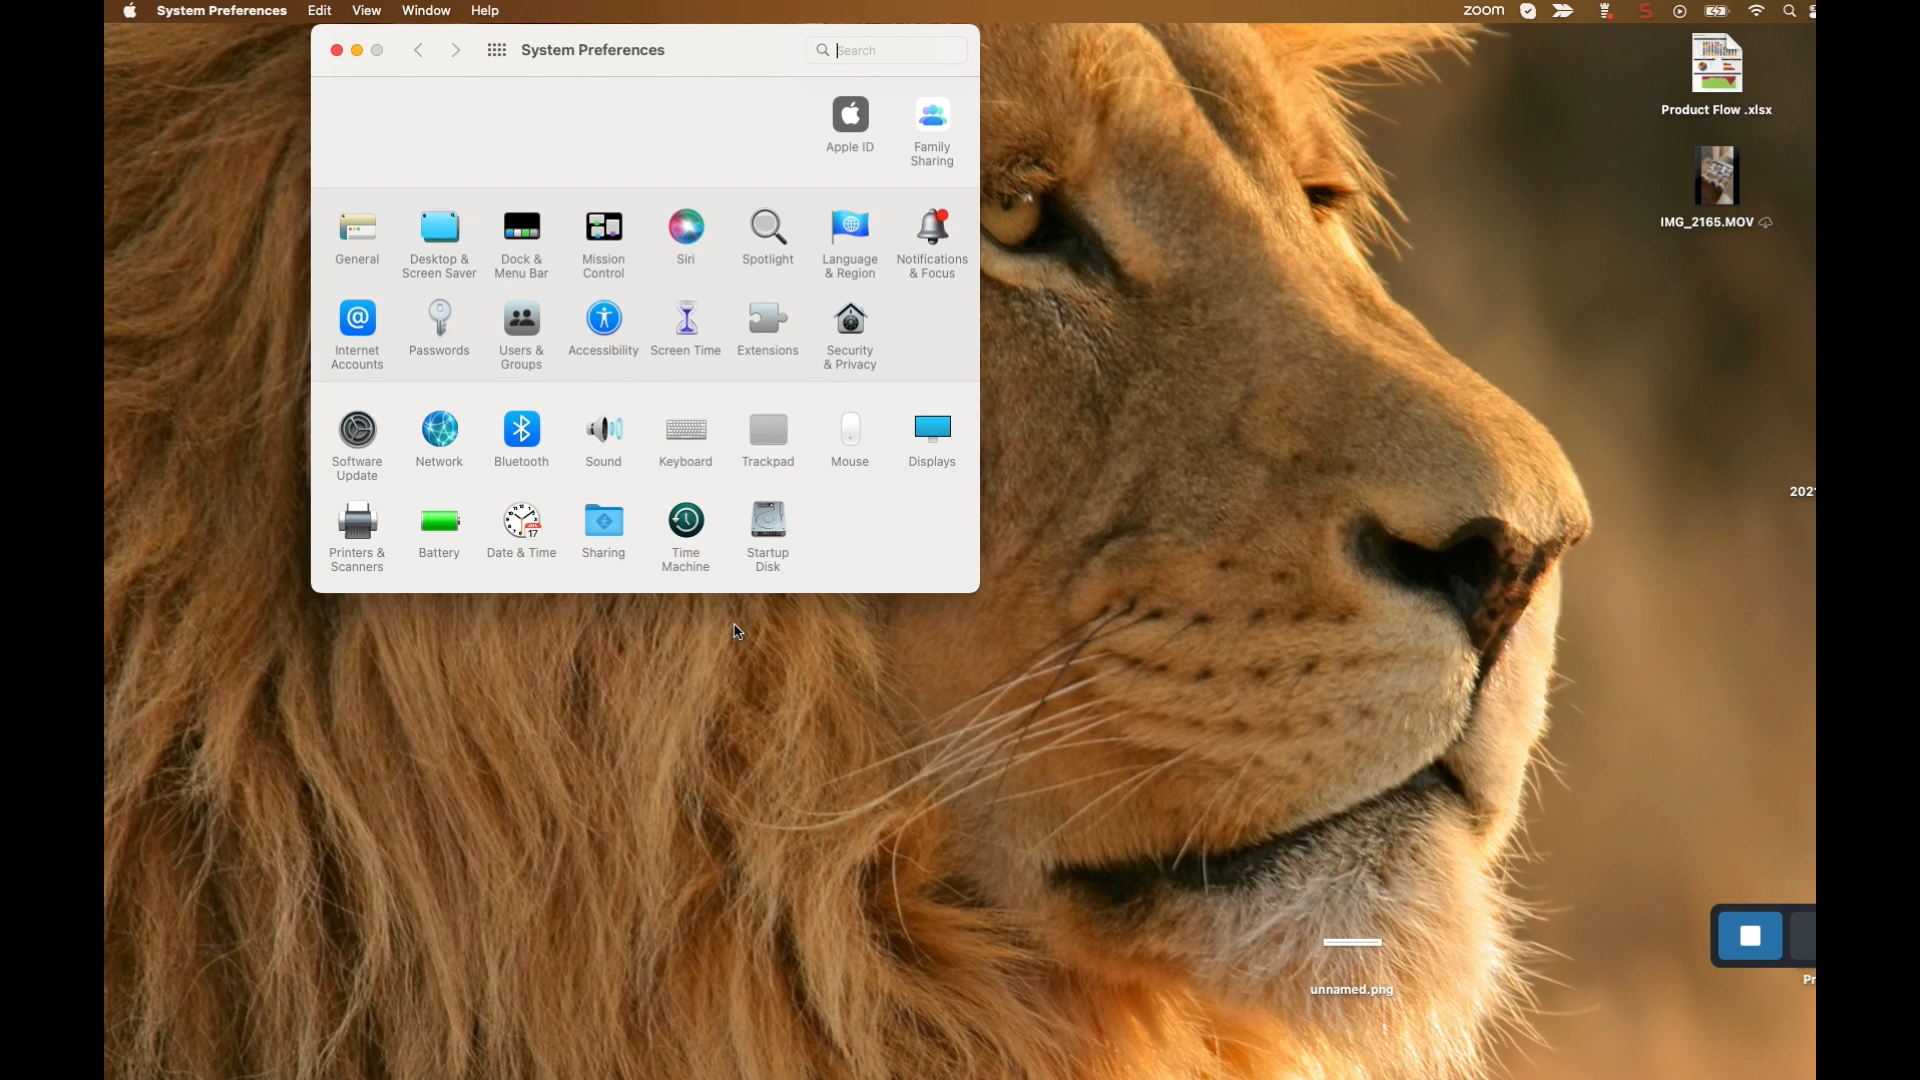 System Preferences Edit View Window Help
zoom
System Preferences
Search
Apple ID
Family
Sharing
General
Desktop &
Screen Saver
Dock &
Menu Bar
Mission
Control
Siri
Spotlight
Language
& Region
Notifications
& Focus
Internet
Accounts
Passwords
Users &
Groups
Accessibility
Screen Time
Extensions
Security
& Privacy
Software
Update
Network
Bluetooth
Sound
Keyboard
Trackpad
Mouse
Displays
Printers &
Scanners
Battery
Date & Time
17
Sharing
Time
Machine
Startup
Disk
Product Flow .xlsx
IMG_2165.MOV
unnamed.png